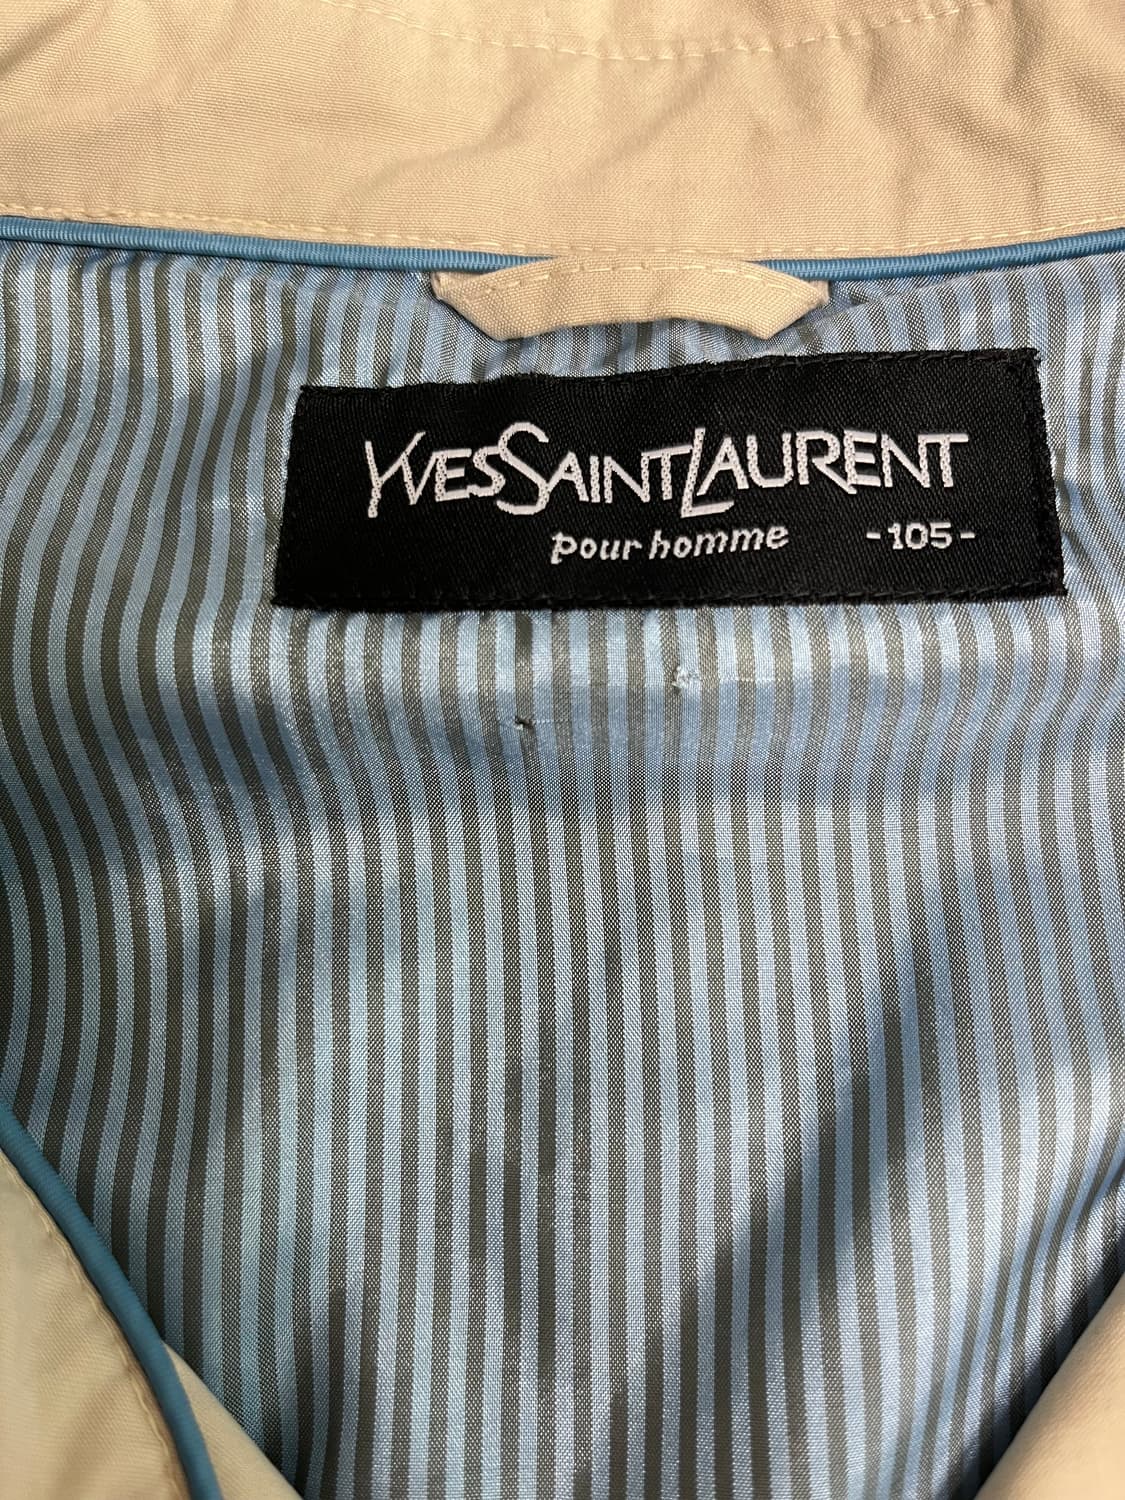 YVESSAINTLAURENT
pour homme -105-